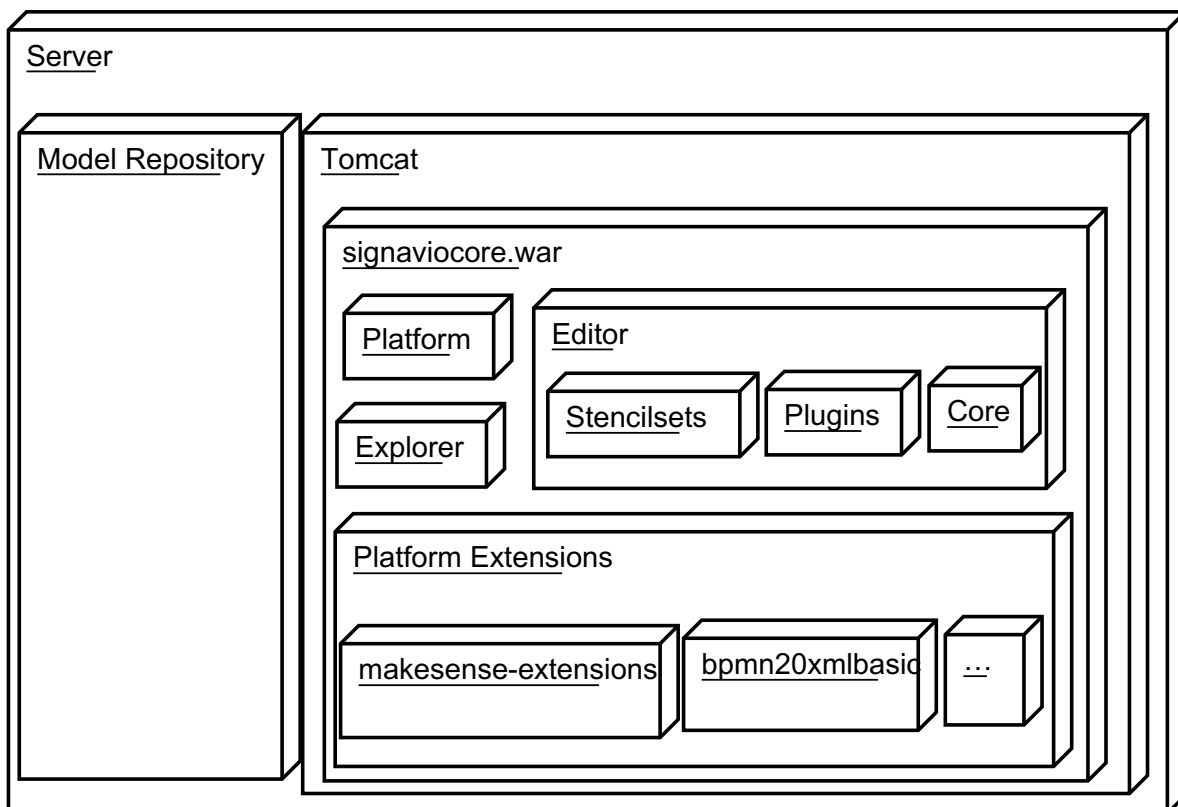 Server
Model Repository
Tomcat
signaviocore.war
Platform
Editor
Stencilsets
Plugins
Core
Explorer
Platform Extensions
makesense-extensions
bpmn20xmlbasic
...